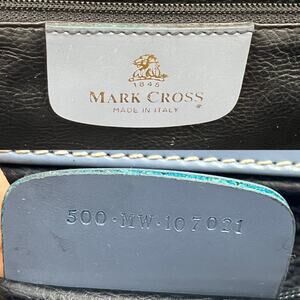 1845
MARK CROSS
MADE IN ITALY
500·MW·107021